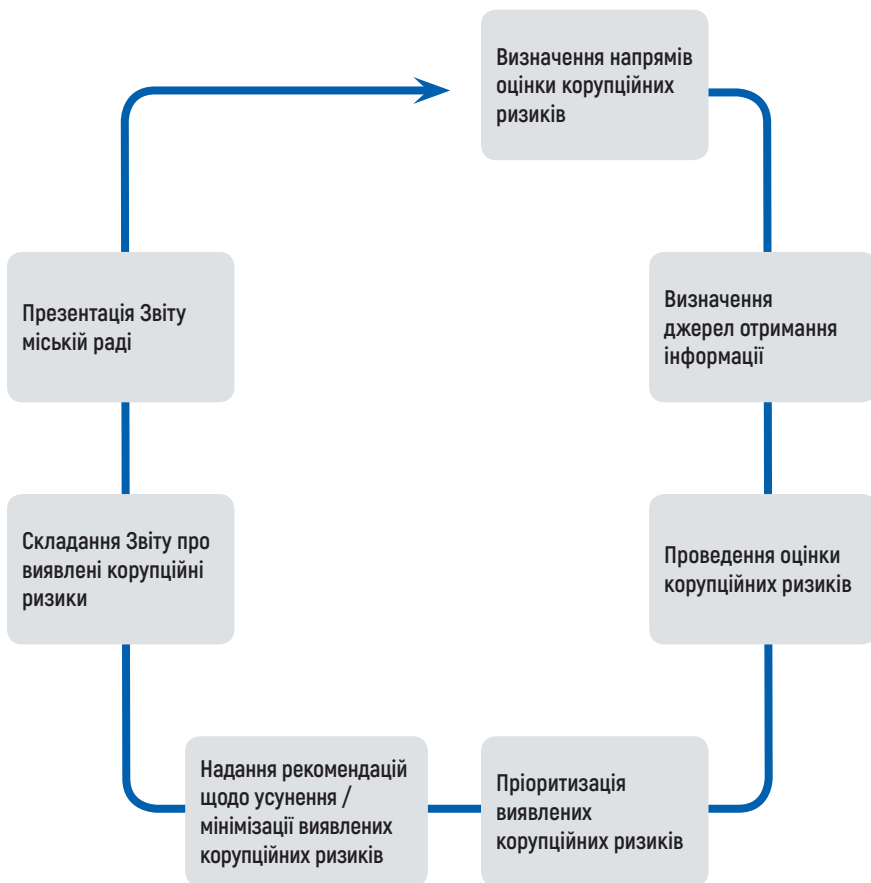 Визначення напрямів
оцінки корупційних
ризиків
Визначення
джерел отримання
інформації
Проведення оцінки
корупційних ризиків
Пріоритизація
виявлених
корупційних ризиків
Надання рекомендацій
щодо усунення /
мінімізації виявлених
корупційних ризиків
Складання Звіту про
виявлені корупційні
ризики
Презентація Звіту
міській раді